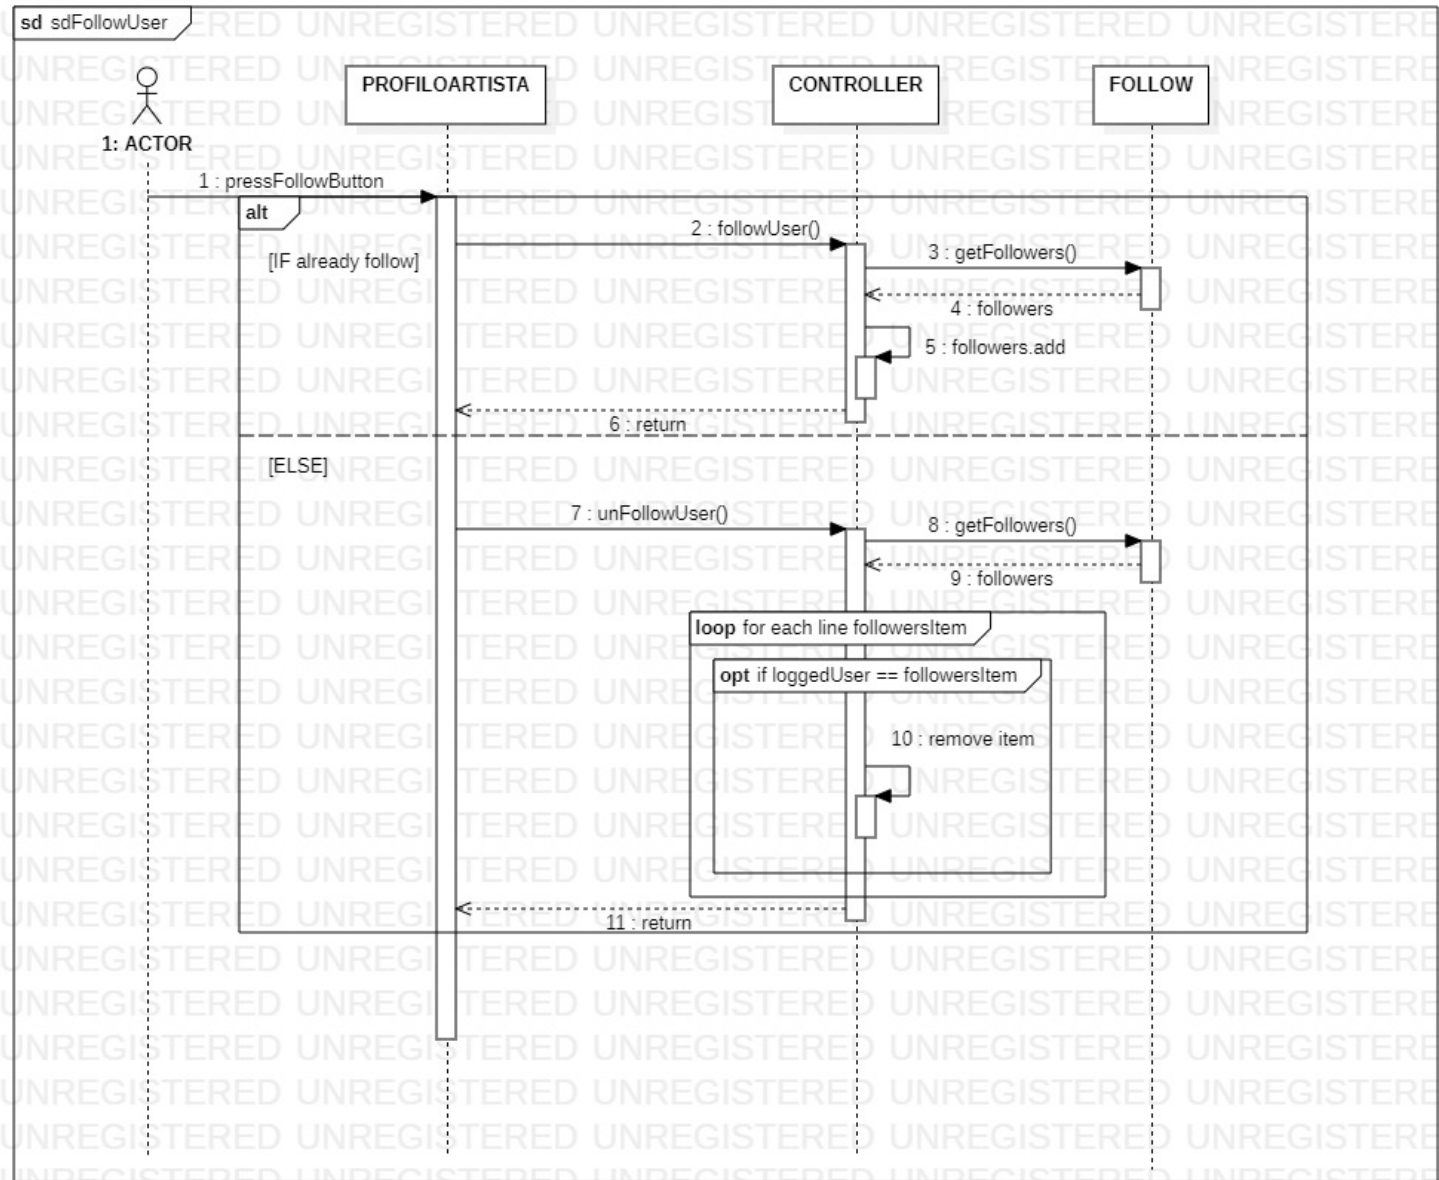 sd sdFollowUser
PROFILOARTISTA
CONTROLLER
FOLLOW
1: ACTOR
1 : pressFollowButton
alt
2 : followUser()
[IF already follow]
3 : getFollowers()
4 : followers
5 : followers.add
6 : return
[ELSE]
7 : unFollowUser()
8 : getFollowers()
9 : followers
loop for each line followersItem
opt if loggedUser == followersItem
10 : remove item
11 : return
UNREGISTERED